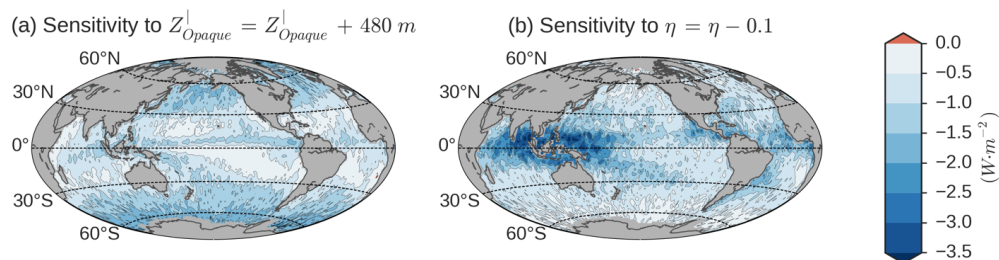 (a) Sensitivity to Z|Opaque = Z|Opaque + 480 m
(b) Sensitivity to η = η − 0.1
60°N
30°N
0°
30°S
60°S
60°N
30°N
0°
30°S
60°S
0.0
−0.5
−1.0
−1.5
−2.0
−2.5
−3.0
−3.5
(W·m−2)